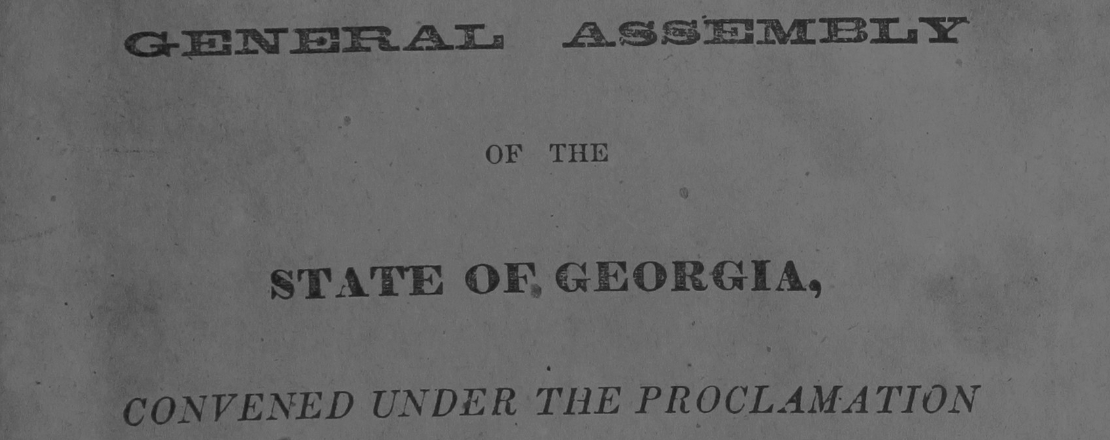 GENERAL ASSEMBLY
OF THE
STATE OF GEORGIA,
CONVENED UNDER THE PROCLAMATION